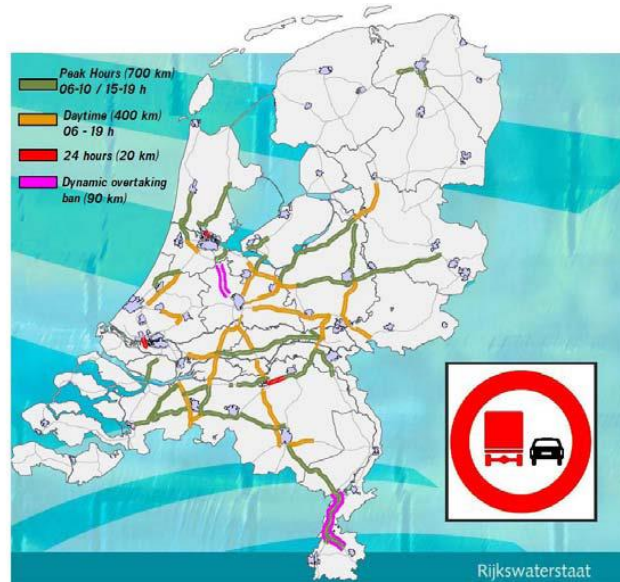 Peak Hours (700 km)
06-10 / 15-19 h
Daytime (400 km)
06 - 19 h
24 hours (20 km)
Dynamic overtaking
ban (90 km)
Rijkswaterstaat